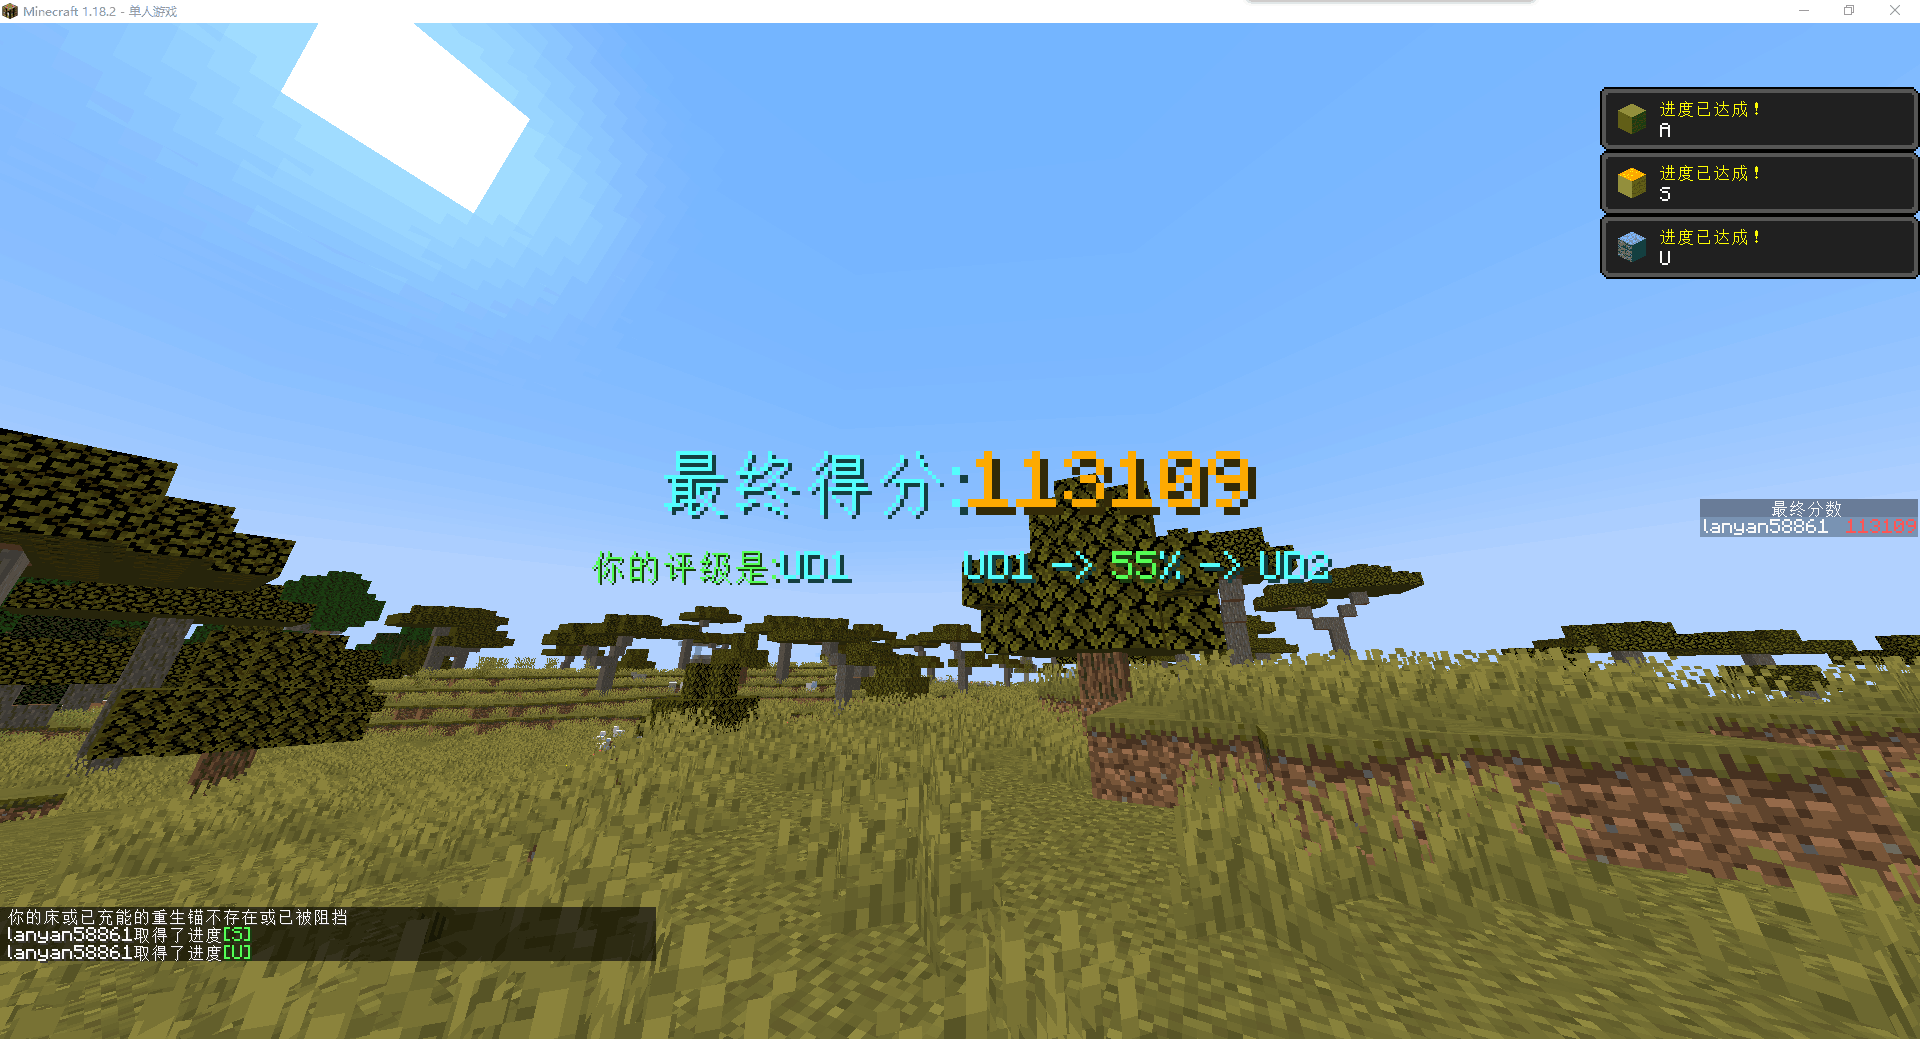 Minecraft 1.18.2 - 单人游戏
进度已达成！
A
进度已达成！
S
进度已达成！
U
最终得分:113109
你的评级是:UD1 UD1 -> 55% -> UD2
最终分数
lanyan58861 113109
你的床或已充能的重生锚不存在或已被阻挡
lanyan58861取得了进度[S]
lanyan58861取得了进度[U]